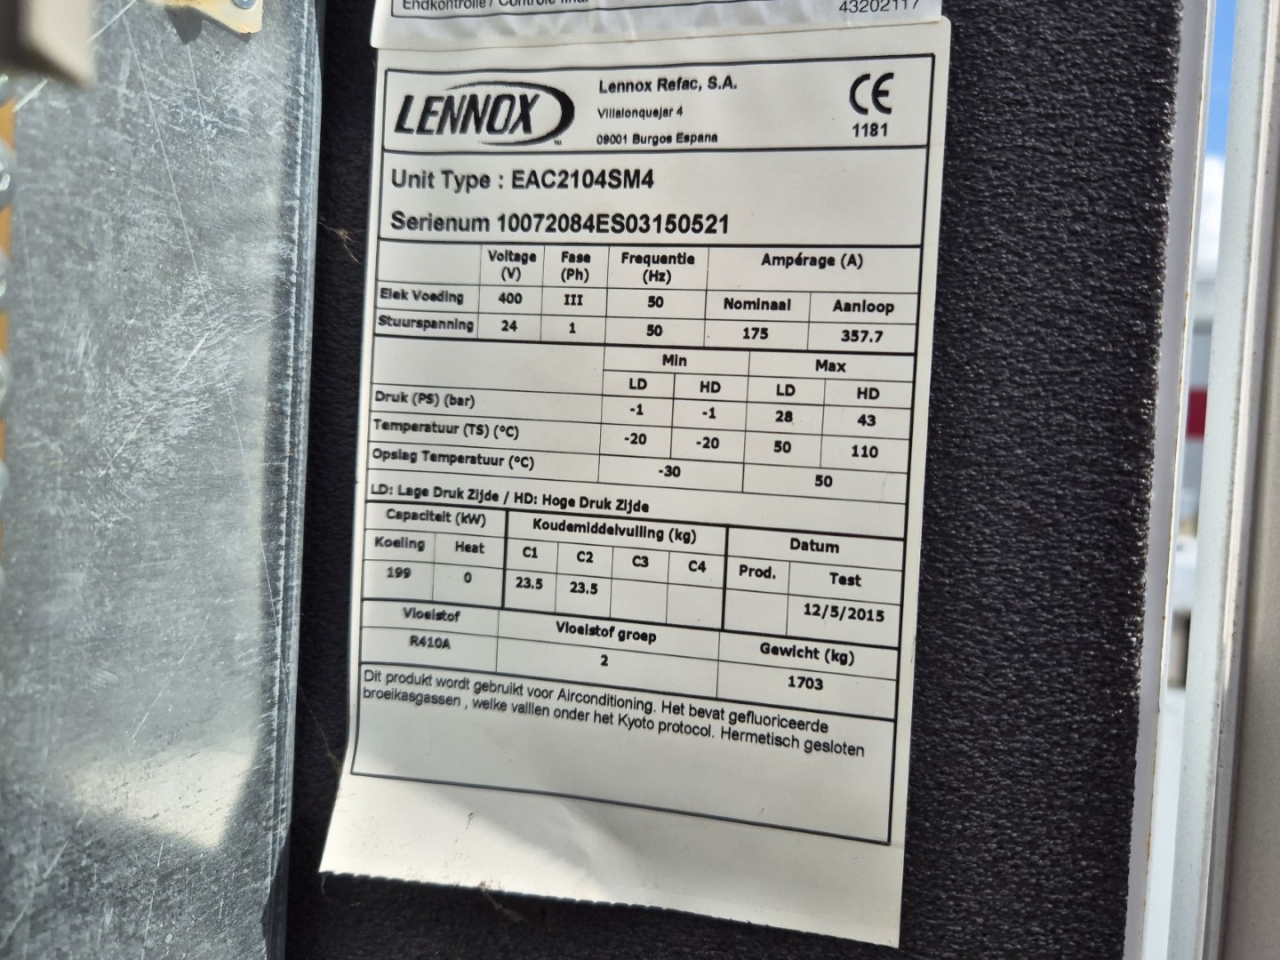 Endkontrolle / Contrôle final
43202117
LENNOX
Lennox Refac, S.A.
Villalonquejar 4
09001 Burgos Espana
CE
1181
Unit Type : EAC2104SM4
Serienum 10072084ES03150521
Voltage (V) Fase (Ph) Frequentie (Hz) Ampérage (A)
Elek Voeding 400 III 50 Nominaal Aanloop
Stuurspanning 24 1 50 175 357.7
Min Max
LD HD LD HD
Druk (PS) (bar) -1 -1 28 43
Temperatuur (TS) (°C) -20 -20 50 110
Opslag Temperatuur (°C) -30 50
LD: Lage Druk Zijde / HD: Hoge Druk Zijde
Capaciteit (kW) Koudemiddelvulling (kg) Datum
Koeling Heat C1 C2 C3 C4 Prod. Test
199 0 23.5 23.5 12/5/2015
Vloeistof Vloeistof groep Gewicht (kg)
R410A 2 1703
Dit produkt wordt gebruikt voor Airconditioning. Het bevat gefluoriceerde
broeikasgassen , welke valllen onder het Kyoto protocol. Hermetisch gesloten